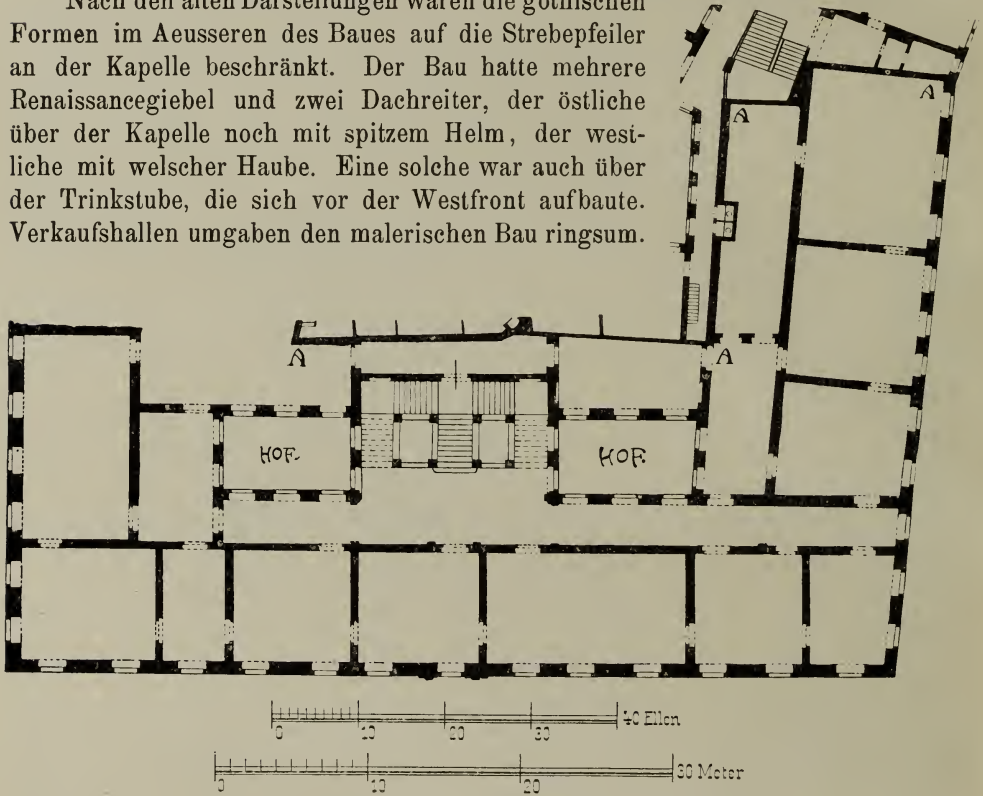 Nach den alten Darstellungen waren die gothischen
Formen im Aeusseren des Baues auf die Strebepfeiler
an der Kapelle beschränkt. Der Bau hatte mehrere
Renaissancegiebel und zwei Dachreiter, der östliche
über der Kapelle noch mit spitzem Helm, der west-
liche mit welscher Haube. Eine solche war auch über
der Trinkstube, die sich vor der Westfront aufbaute.
Verkaufshallen umgaben den malerischen Bau ringsum.
A
A
A
A
HOF.
HOF.
0 10 20 30 40 Ellen
0 10 20 30 Meter